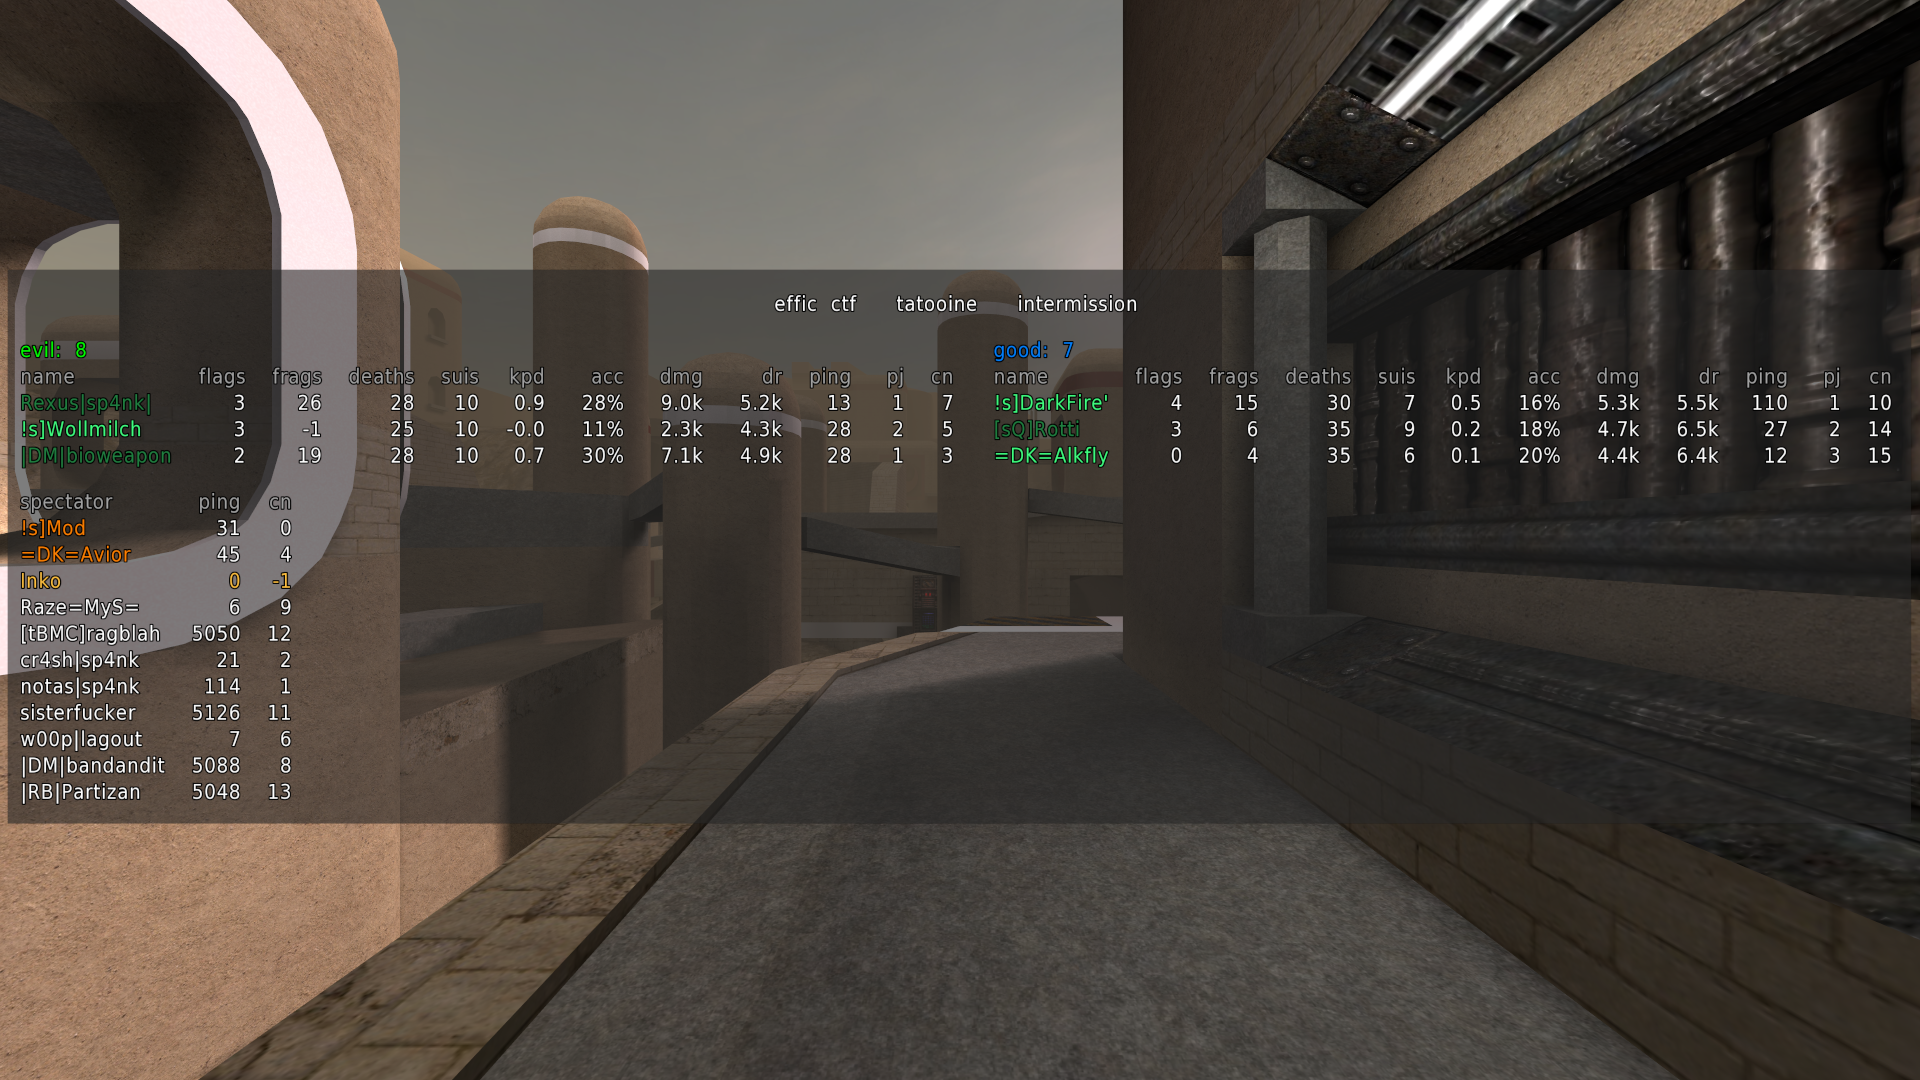 effic ctf tatooine intermission
evil: 8
name flags frags deaths suis kpd acc dmg dr ping pj cn
Rexus|sp4nk| 3 26 28 10 0.9 28% 9.0k 5.2k 13 1 7
!s]Wollmilch 3 -1 25 10 -0.0 11% 2.3k 4.3k 28 2 5
|DM|bioweapon 2 19 28 10 0.7 30% 7.1k 4.9k 28 1 3
good: 7
name flags frags deaths suis kpd acc dmg dr ping pj cn
!s]DarkFire' 4 15 30 7 0.5 16% 5.3k 5.5k 110 1 10
[sQ]Rotti 3 6 35 9 0.2 18% 4.7k 6.5k 27 2 14
=DK=Alkfly 0 4 35 6 0.1 20% 4.4k 6.4k 12 3 15
spectator ping cn
!s]Mod 31 0
=DK=Avior 45 4
Inko 0 -1
Raze=MyS= 6 9
[tBMC]ragblah 5050 12
cr4sh|sp4nk 21 2
notas|sp4nk 114 1
sisterfucker 5126 11
w00p|lagout 7 6
|DM|bandandit 5088 8
|RB|Partizan 5048 13